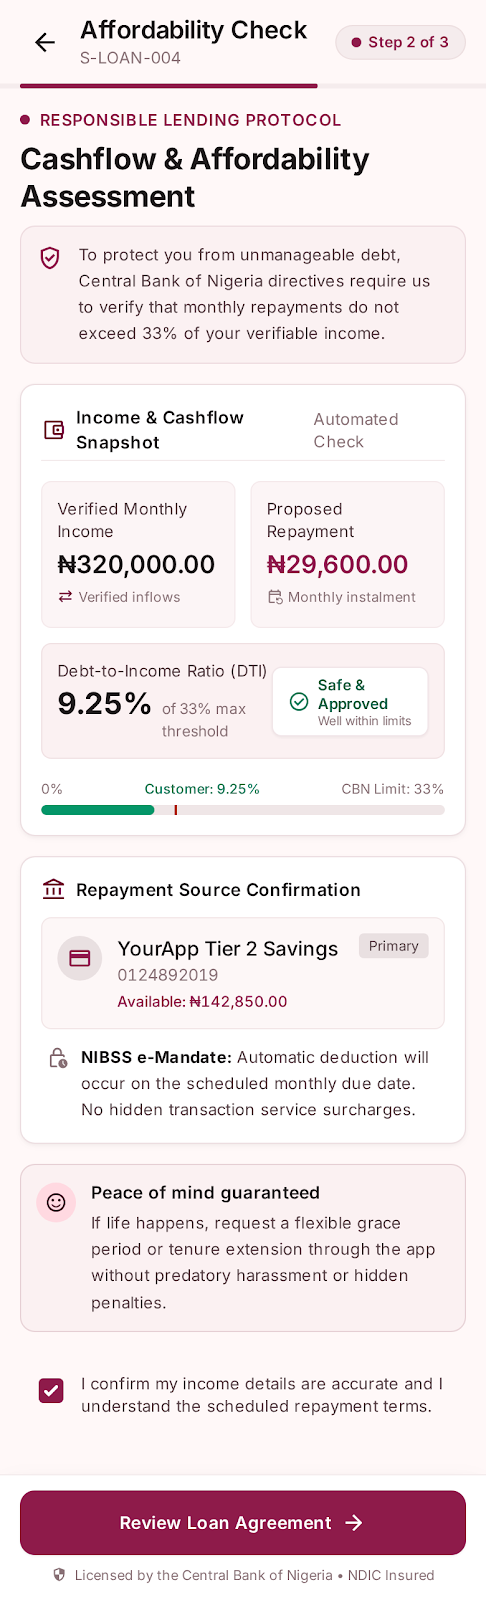 Affordability Check
S-LOAN-004
Step 2 of 3
RESPONSIBLE LENDING PROTOCOL
Cashflow & Affordability
Assessment
To protect you from unmanageable debt,
Central Bank of Nigeria directives require us
to verify that monthly repayments do not
exceed 33% of your verifiable income.
Income & Cashflow
Snapshot
Automated
Check
Verified Monthly
Income
₦320,000.00
Verified inflows
Proposed
Repayment
₦29,600.00
Monthly instalment
Debt-to-Income Ratio (DTI)
9.25% of 33% max
threshold
Safe &
Approved
Well within limits
0% Customer: 9.25% CBN Limit: 33%
Repayment Source Confirmation
YourApp Tier 2 Savings
Primary
0124892019
Available: ₦142,850.00
NIBSS e-Mandate: Automatic deduction will
occur on the scheduled monthly due date.
No hidden transaction service surcharges.
Peace of mind guaranteed
If life happens, request a flexible grace
period or tenure extension through the app
without predatory harassment or hidden
penalties.
I confirm my income details are accurate and I
understand the scheduled repayment terms.
Review Loan Agreement →
Licensed by the Central Bank of Nigeria • NDIC Insured